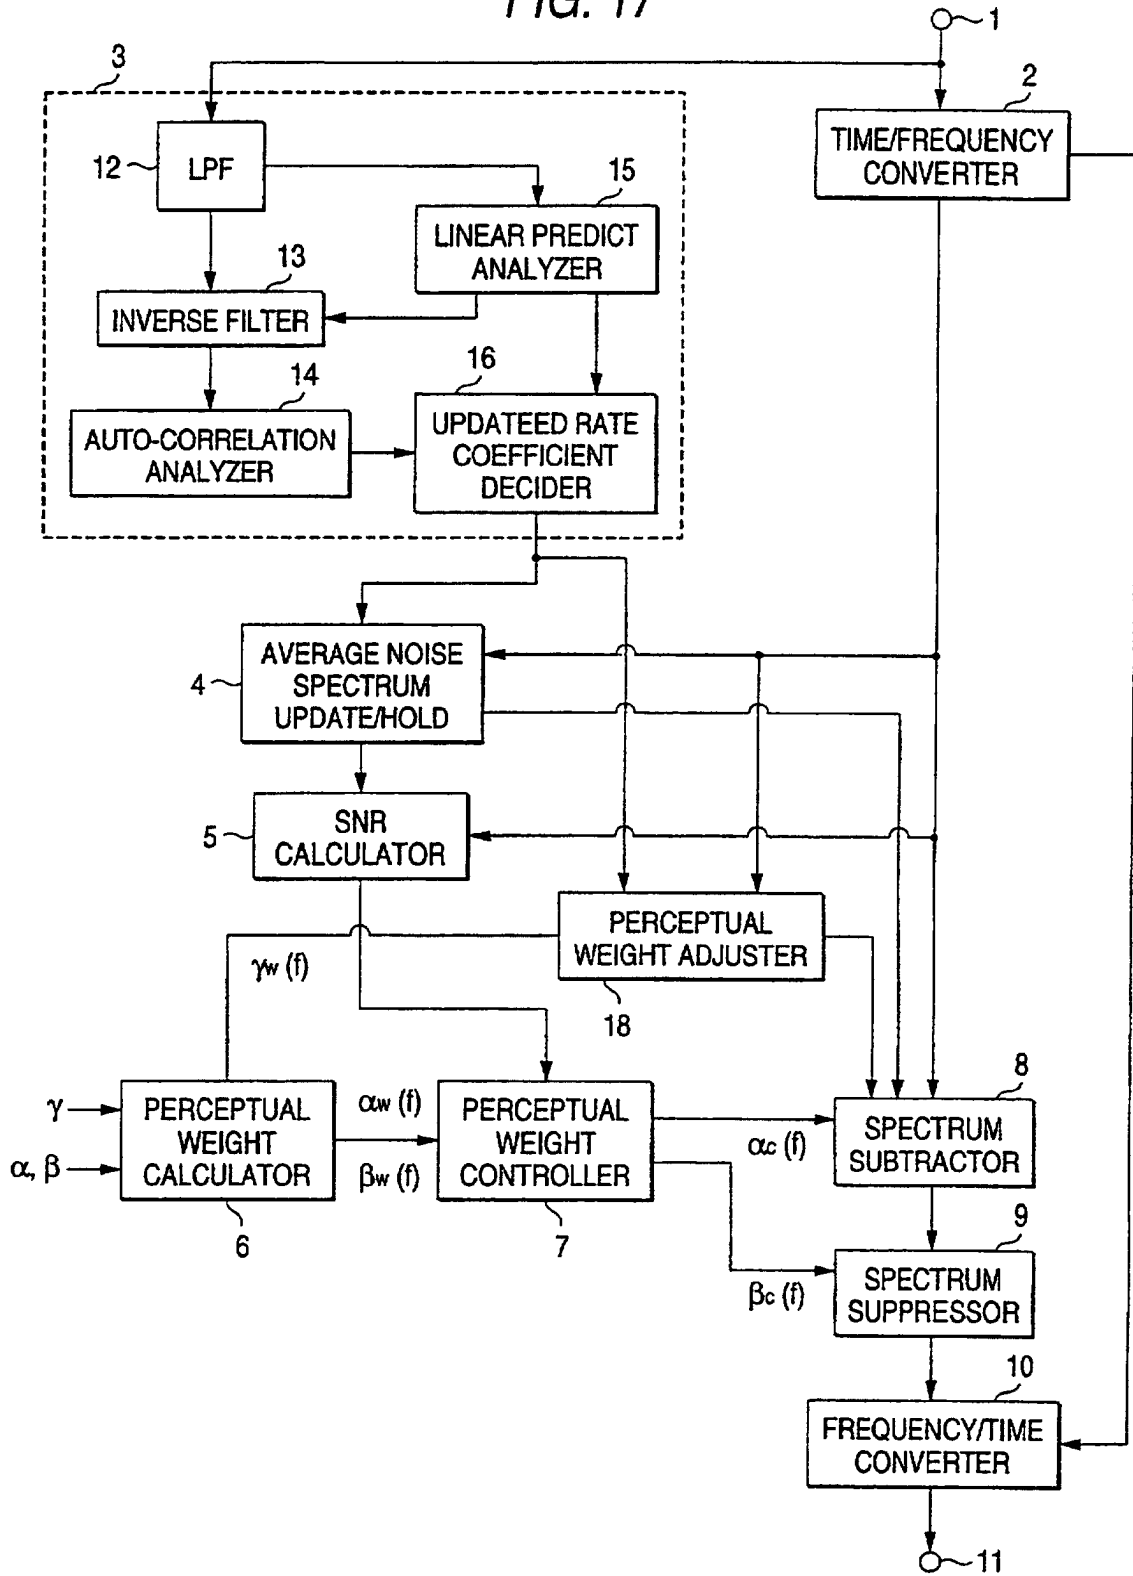 FIG. 17
1
3
2
TIME/FREQUENCY
CONVERTER
12
LPF
15
LINEAR PREDICT
ANALYZER
13
INVERSE FILTER
14
AUTO-CORRELATION
ANALYZER
16
UPDATEED RATE
COEFFICIENT
DECIDER
4
AVERAGE NOISE
SPECTRUM
UPDATE/HOLD
5
SNR
CALCULATOR
PERCEPTUAL
WEIGHT ADJUSTER
18
γw (f)
γ
α, β
PERCEPTUAL
WEIGHT
CALCULATOR
6
αw (f)
βw (f)
PERCEPTUAL
WEIGHT
CONTROLLER
7
αc (f)
βc (f)
8
SPECTRUM
SUBTRACTOR
9
SPECTRUM
SUPPRESSOR
10
FREQUENCY/TIME
CONVERTER
11